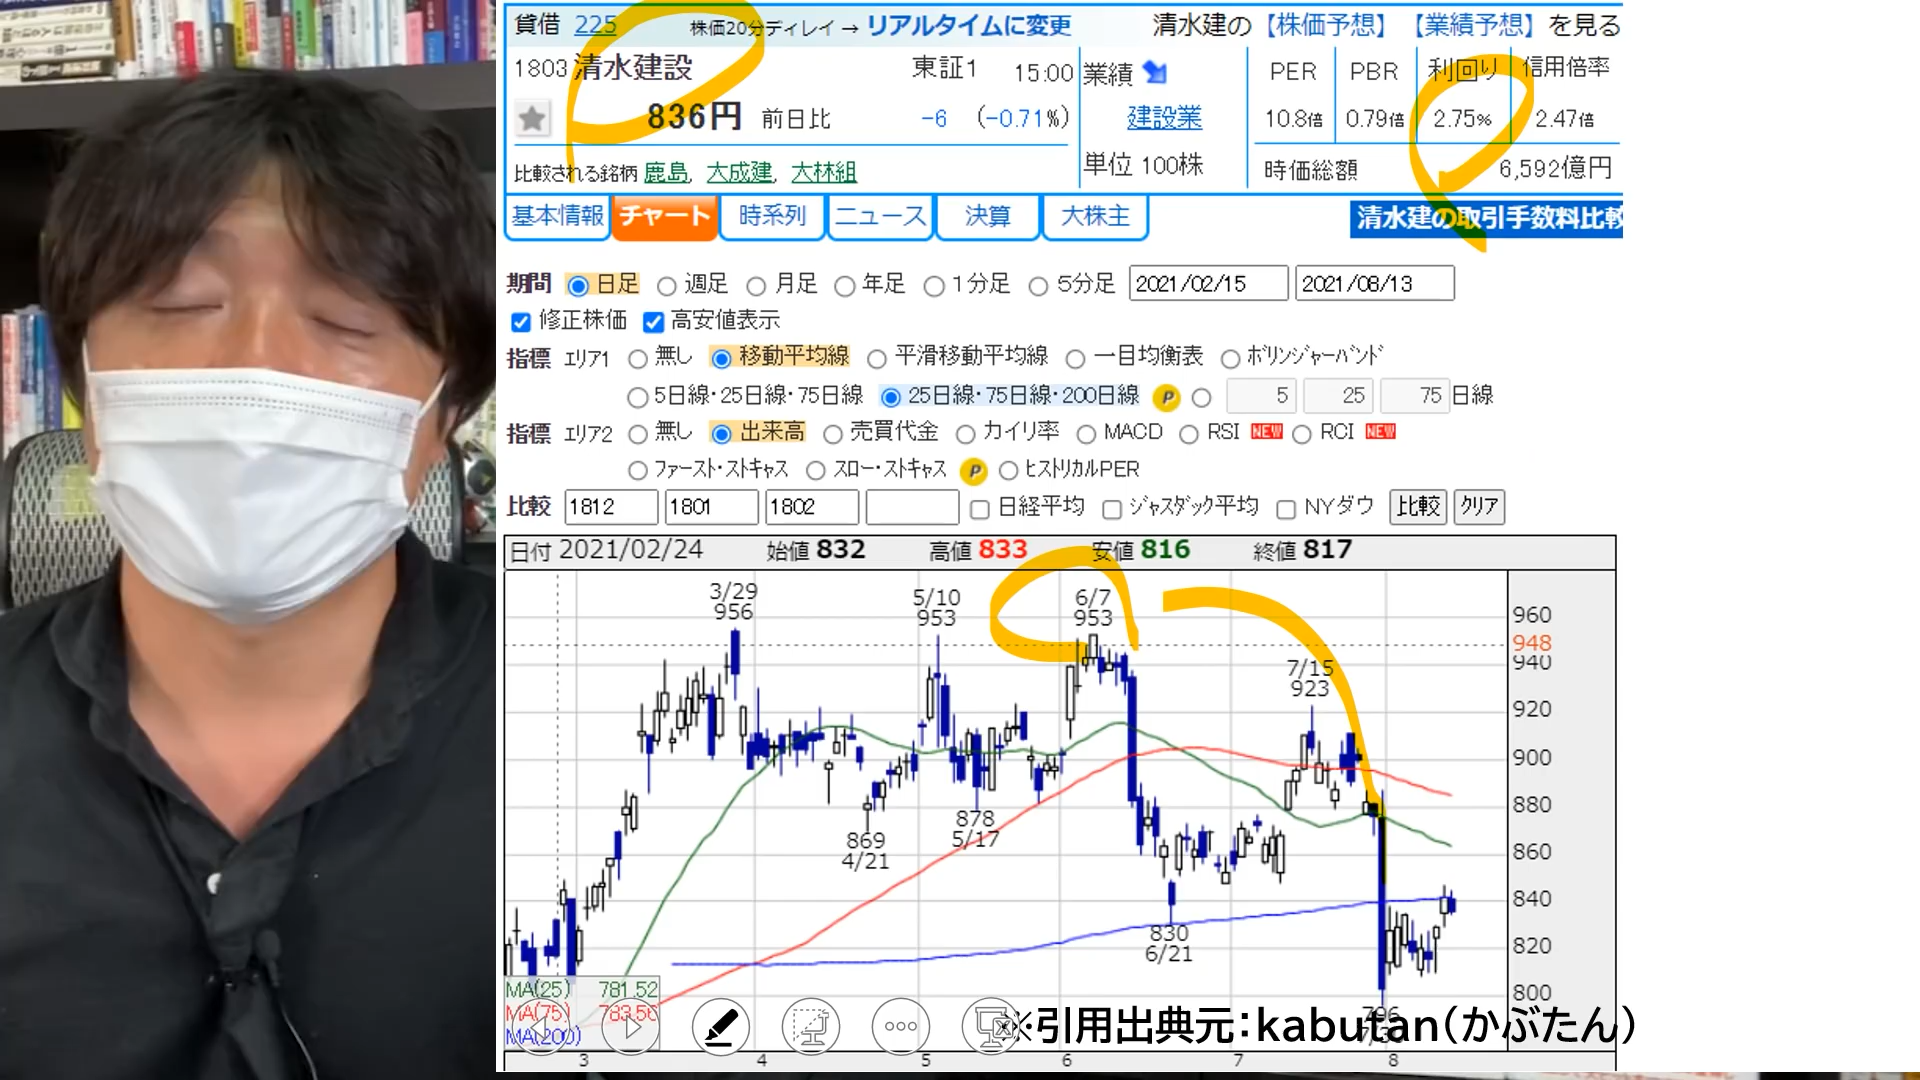 貸借 225 株価20分ディレイ → リアルタイムに変更 清水建の【株価予想】【業績予想】を見る
1803 清水建設 東証1 15:00 業績 PER PBR 利回り 信用倍率
836円 前日比 -6 (-0.71%) 建設業 10.8倍 0.79倍 2.75% 2.47倍
比較される銘柄 鹿島, 大成建, 大林組 単位 100株 時価総額 6,592億円
基本情報 チャート 時系列 ニュース 決算 大株主 清水建の取引手数料比較
期間 日足 週足 月足 年足 1分足 5分足 2021/02/15 2021/08/13
修正株価 高安値表示
指標 エリア1 無し 移動平均線 平滑移動平均線 一目均衡表 ボリンジャーバンド
5日線・25日線・75日線 25日線・75日線・200日線 P 5 25 75 日線
指標 エリア2 無し 出来高 売買代金 カイリ率 MACD RSI NEW RCI NEW
ファースト・ストキャス スロー・ストキャス P ヒストリカルPER
比較 1812 1801 1802 日経平均 ジャスダック平均 NYダウ 比較 クリア
日付 2021/02/24 始値 832 高値 833 安値 816 終値 817
3/29
956
5/10
953
6/7
953
7/15
923
869
4/21
878
5/17
830
6/21
796
960
948
940
920
900
880
860
840
820
800
MA(25) 781.52
MA(75) 783.56
MA(200)
※引用出典元：kabutan（かぶたん）
3 4 5 6 7 8